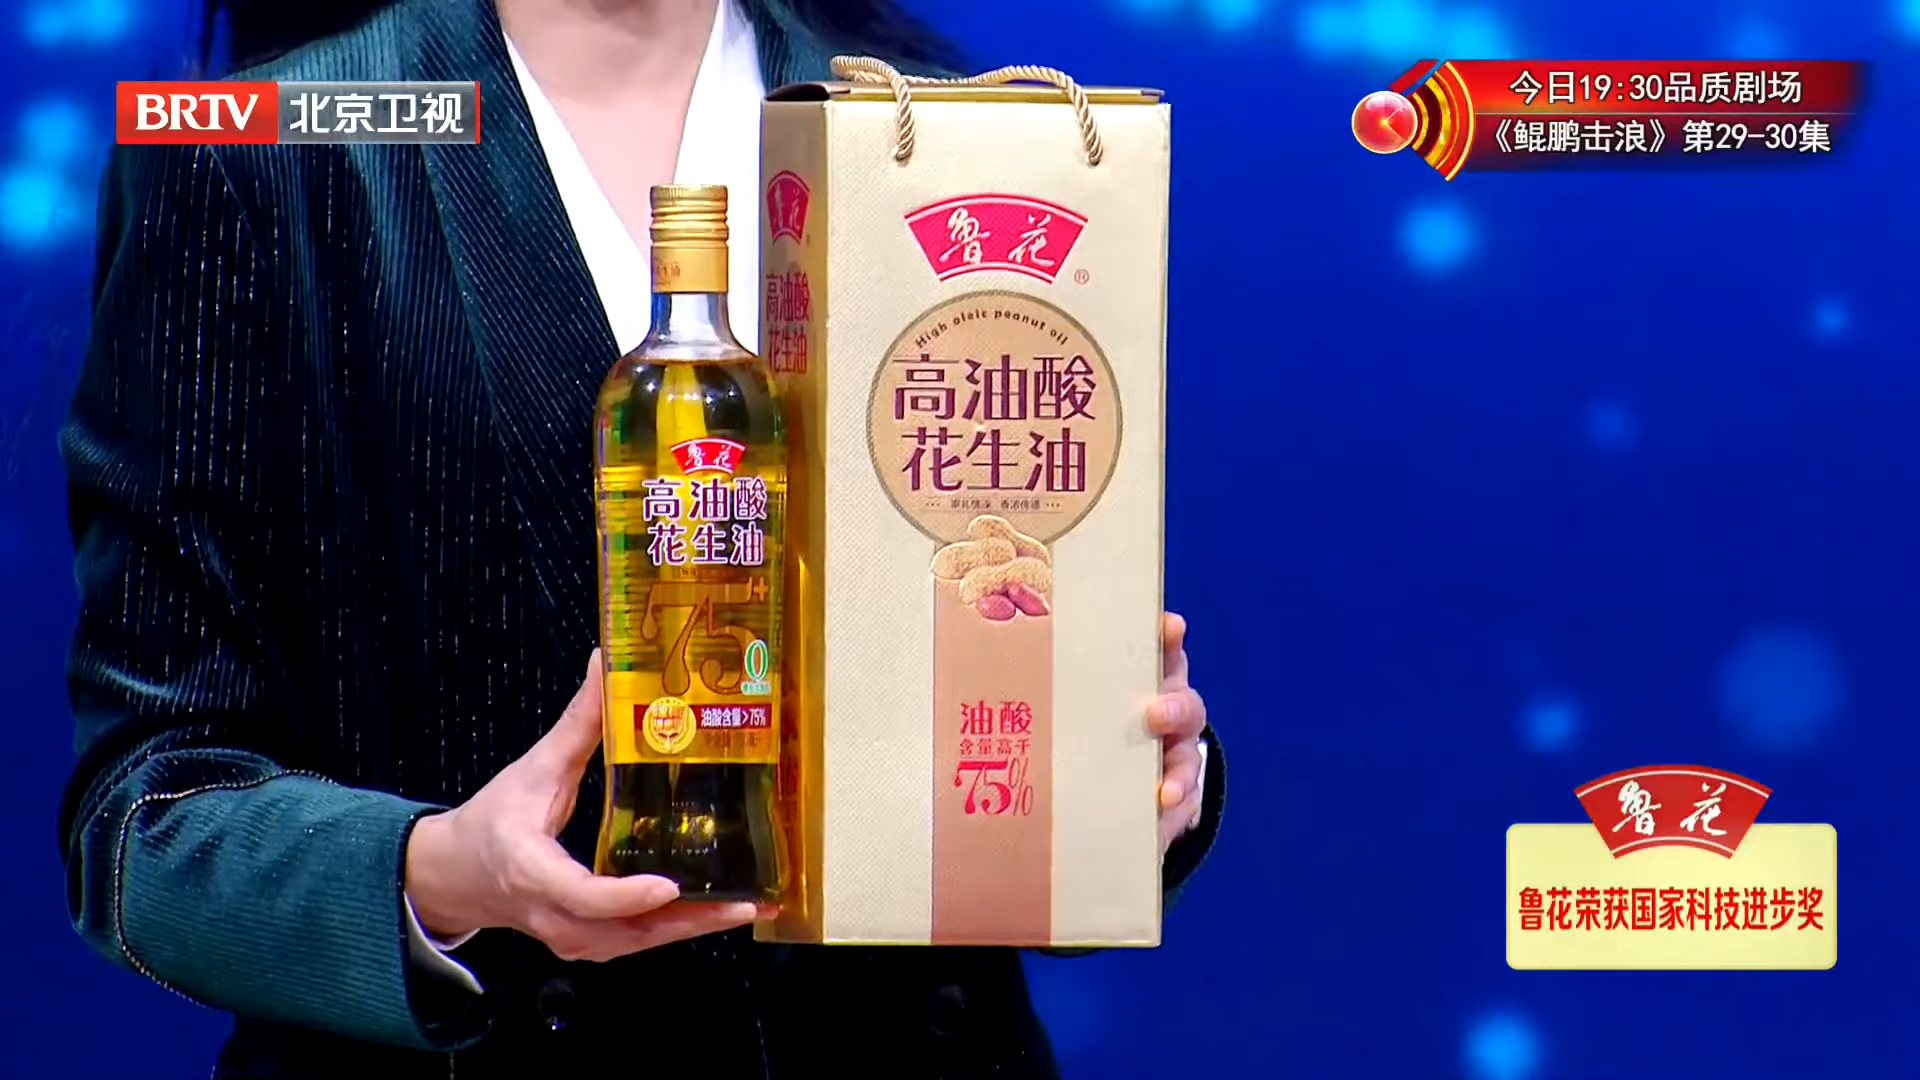 BRTV 北京卫视
今日19:30品质剧场
《鲲鹏击浪》第29-30集
鲁花
高油酸
花生油
鲁花
®
High oleic peanut oil
高油酸
花生油
油酸
含量高于
75%
鲁花
高油酸
花生油
75+
0
油酸含量>75%
鲁花
鲁花荣获国家科技进步奖